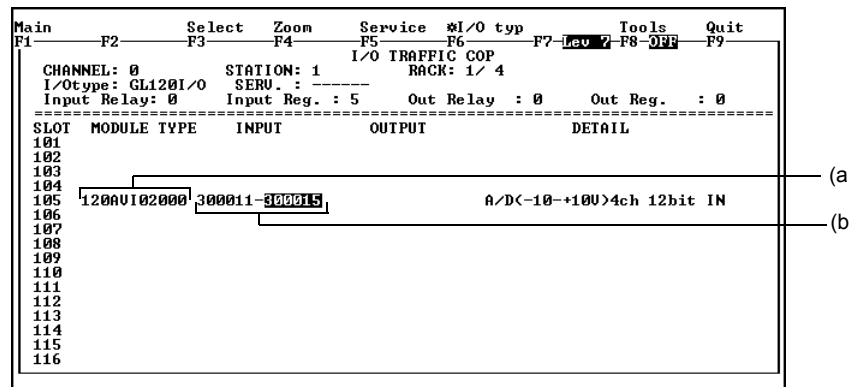 Main Select Zoom Service ✲I/O typ Tools Quit
F1 F2 F3 F4 F5 F6 F7 Lev 7 F8 OFF F9
I/O TRAFFIC COP
CHANNEL: 0 STATION: 1 RACK: 1/ 4
I/Otype: GL120I/O SERV. : ------
Input Relay: 0 Input Reg. : 5 Out Relay : 0 Out Reg. : 0
SLOT MODULE TYPE INPUT OUTPUT DETAIL
101
102
103
104
105 120AVI02000 300011-300015 A/D(-10-+10V)4ch 12bit IN
106
107
108
109
110
111
112
113
114
115
116
(a
(b